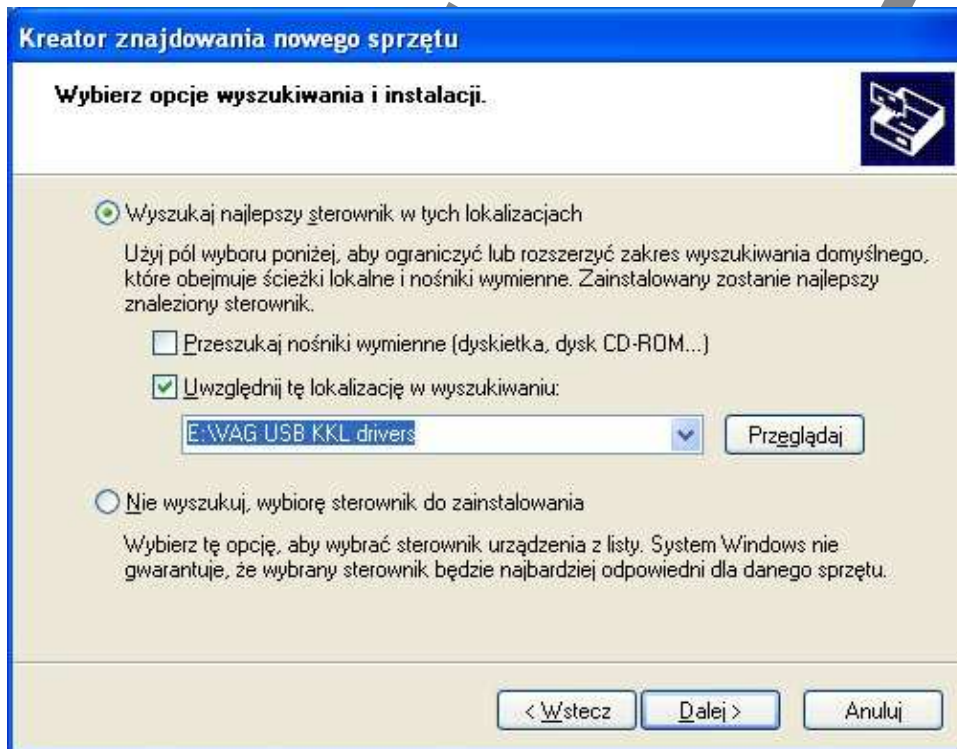 Kreator znajdowania nowego sprzętu
Wybierz opcje wyszukiwania i instalacji.
Wyszukaj najlepszy sterownik w tych lokalizacjach
Użyj pól wyboru poniżej, aby ograniczyć lub rozszerzyć zakres wyszukiwania domyślnego,
które obejmuje ścieżki lokalne i nośniki wymienne. Zainstalowany zostanie najlepszy
znaleziony sterownik.
Przeszukaj nośniki wymienne (dyskietka, dysk CD-ROM...)
Uwzględnij tę lokalizację w wyszukiwaniu:
E:\VAG USB KKL drivers
Przeglądaj
Nie wyszukuj, wybiorę sterownik do zainstalowania
Wybierz tę opcję, aby wybrać sterownik urządzenia z listy. System Windows nie
gwarantuje, że wybrany sterownik będzie najbardziej odpowiedni dla danego sprzętu.
< Wstecz
Dalej >
Anuluj